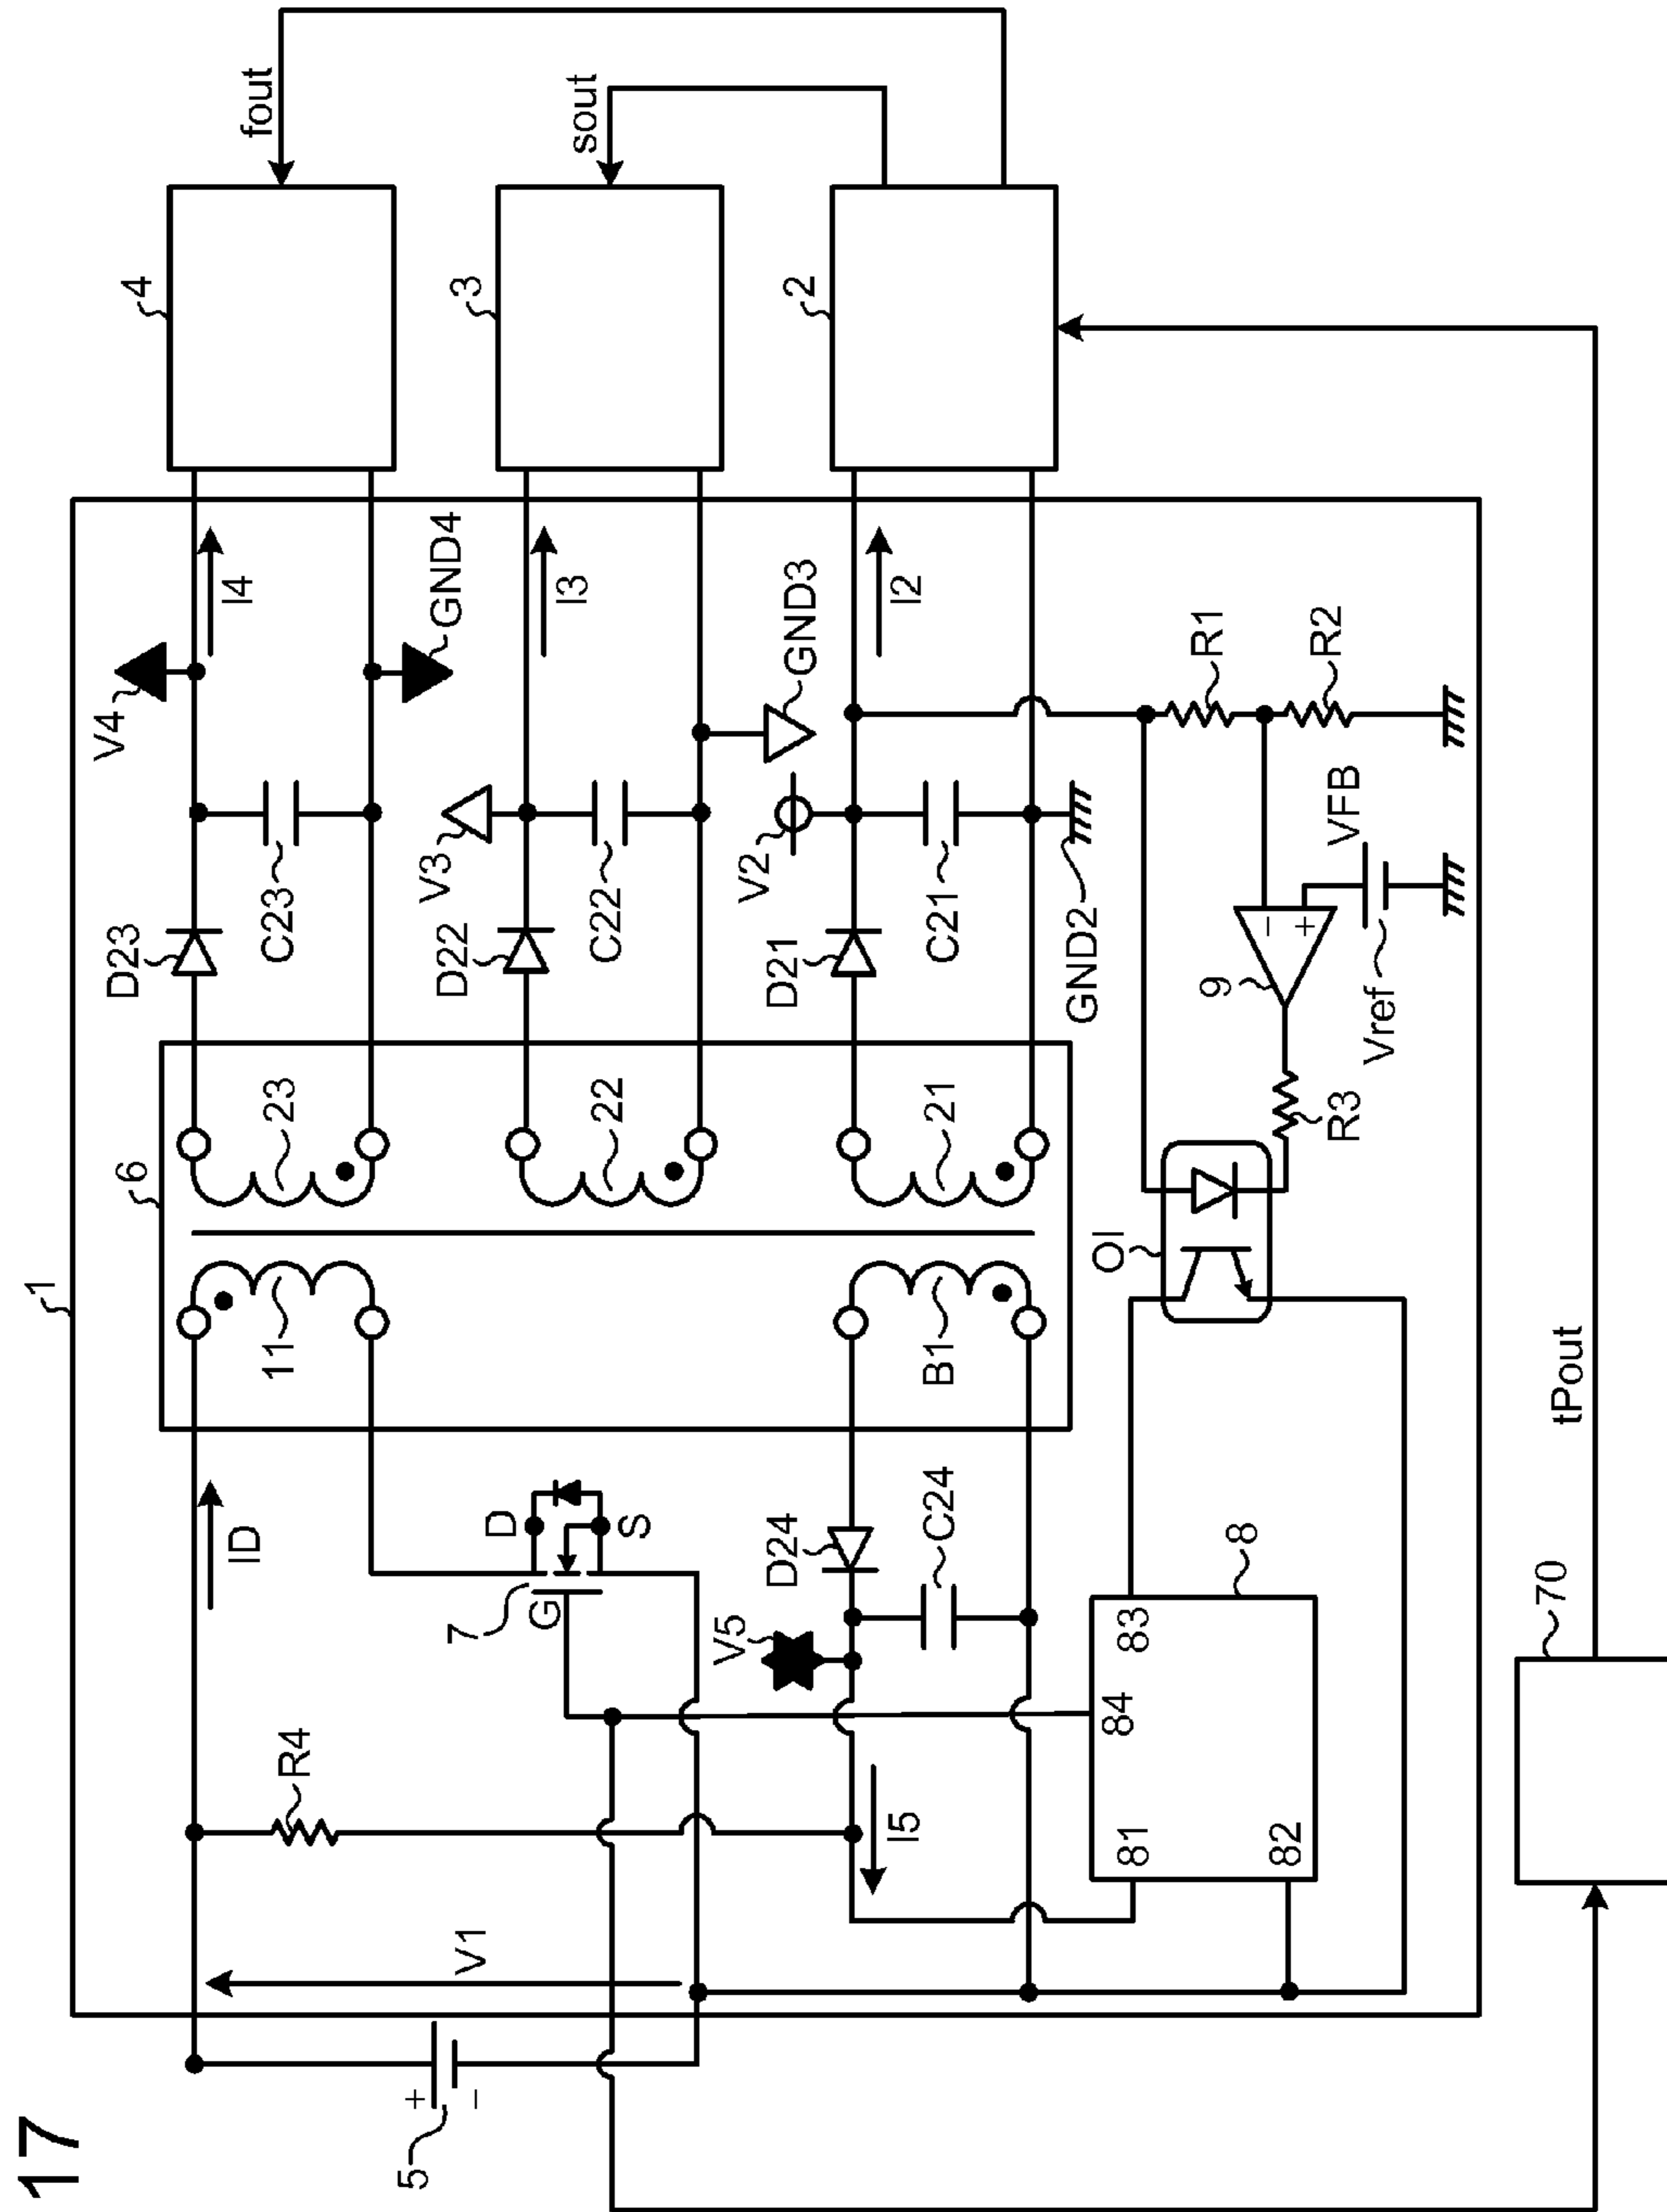 17
1
6
fout
sout
4
3
2
V4
I4
GND4
D23
C23
23
11
ID
R4
V1
5
+
−
V3
I3
GND3
D22
C22
22
7
D
G
S
V2
I2
D21
C21
GND2
21
B1
D24
C24
V5
I5
R1
R2
VFB
Vref
9
−
+
R3
OI
8
81
82
83
84
70
tPout